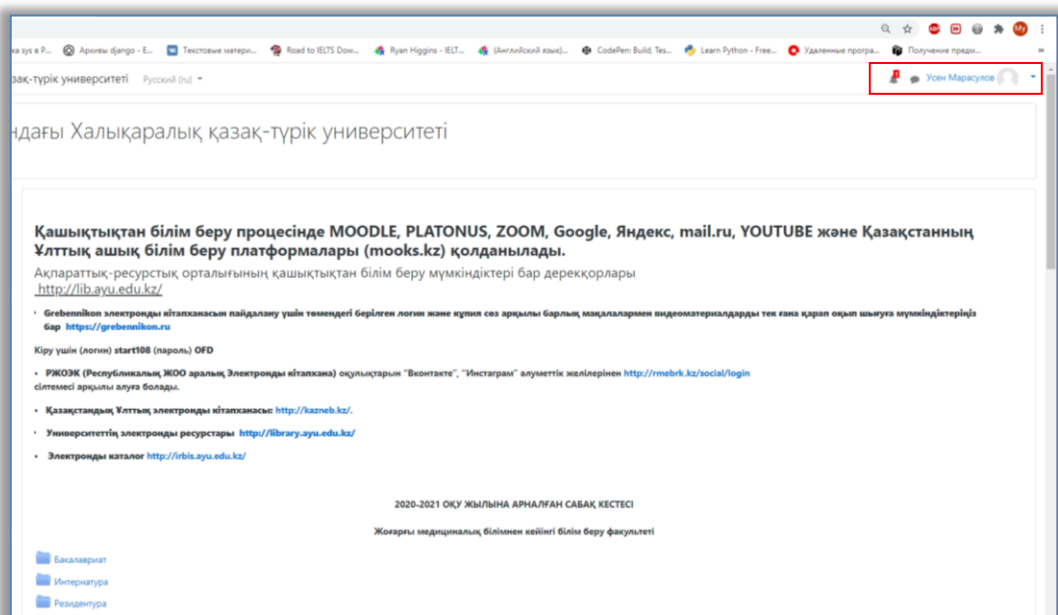 ка sys в P... Архивы django - E... Текстовые матери... Road to IELTS Dow... Ryan Higgins - IELT... (Английский язык)... CodePen: Build, Tes... Learn Python - Free... Удаленные програ... Получение предм... »
зақ-түрік университеті Русский (ru)
Усен Марасулов
ндағы Халықаралық қазақ-түрік университеті
Қашықтықтан білім беру процесінде MOODLE, PLATONUS, ZOOM, Google, Яндекс, mail.ru, YOUTUBE және Қазақстанның
Ұлттық ашық білім беру платформалары (mooks.kz) қолданылады.
Ақпараттық-ресурстық орталығының қашықтықтан білім беру мүмкіндіктері бар дерекқорлары
http://lib.ayu.edu.kz/
Grebennikon электронды кітапханасын пайдалану үшін төмендегі берілген логин және құпия сөз арқылы барлық мақалалармен видеоматериалдарды тек ғана қарап оқып шығуға мүмкіндіктеріңіз
бар https://grebennikon.ru
Кіру үшін (логин) start108 (пароль) OFD
• РЖОЭК (Республикалық ЖОО аралық Электронды кітапхана) оқулықтарын "Вконтакте", "Инстаграм" әлуметтік желілерінен http://rmebrk.kz/social/login
сілтемесі арқылы алуға болады.
• Қазақстандық Ұлттық электронды кітапханасы: http://kazneb.kz/.
Университеттің электронды ресурстары http://library.ayu.edu.kz/
• Электронды каталог http://irbis.ayu.edu.kz/
2020-2021 ОҚУ ЖЫЛЫНА АРНАЛҒАН САБАҚ КЕСТЕСІ
Жоғарғы медициналық білімнен кейінгі білім беру факультеті
Бакалавриат
Интернатура
Резидентура